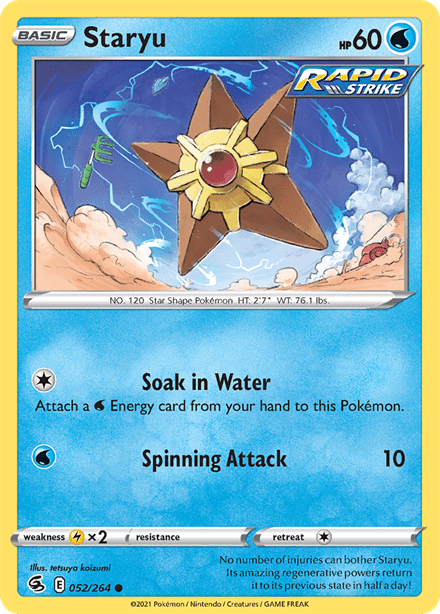 BASIC Staryu HP60
RAPID
STRIKE
NO. 120 Star Shape Pokémon HT: 2'7" WT: 76.1 lbs.
Soak in Water
Attach a Energy card from your hand to this Pokémon.
Spinning Attack 10
weakness ×2 resistance retreat
Illus. tetsuya koizumi
No number of injuries can bother Staryu.
Its amazing regenerative powers return
it to its previous state in half a day!
E 052/264
©2021 Pokémon / Nintendo / Creatures / GAME FREAK